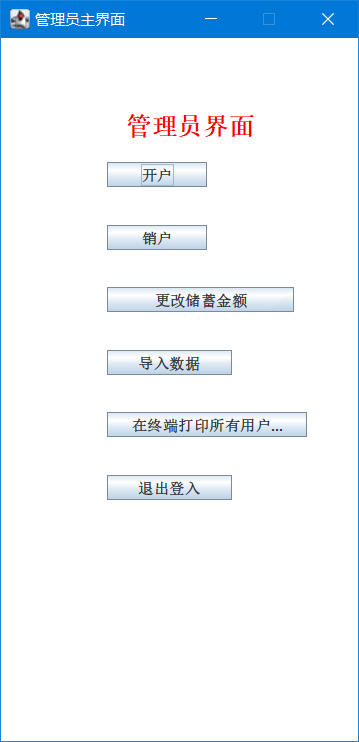 管理员主界面
管理员界面
开户
销户
更改储蓄金额
导入数据
在终端打印所有用户...
退出登入